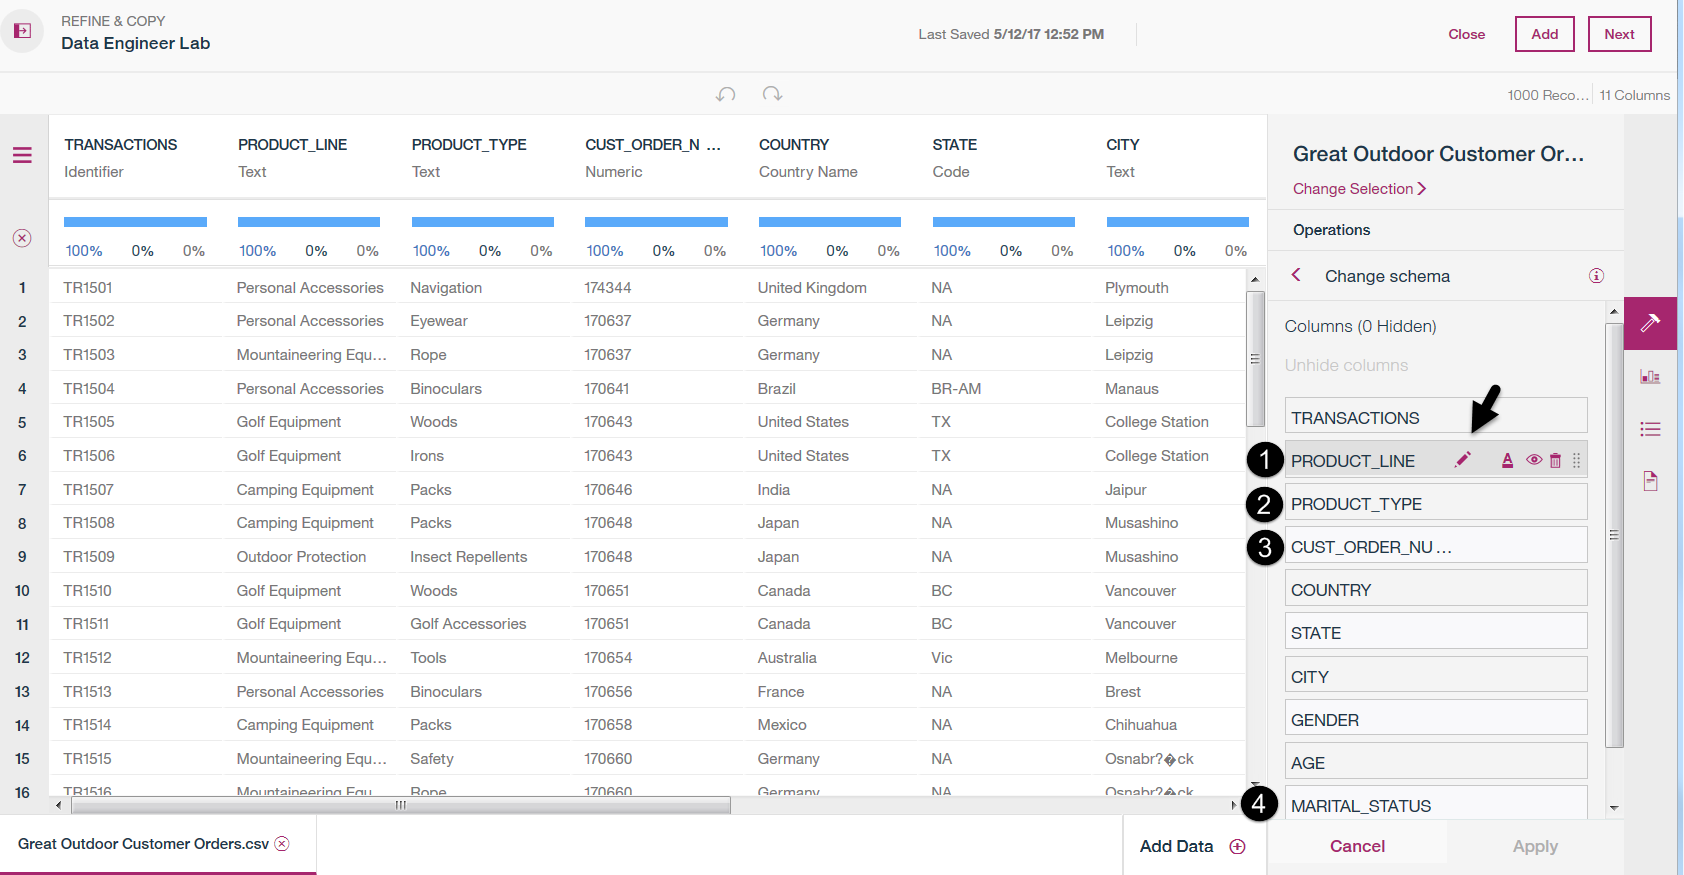 REFINE & COPY
Data Engineer Lab
Last Saved 5/12/17 12:52 PM
Close
Add
Next
1000 Reco...
11 Columns
TRANSACTIONS PRODUCT_LINE PRODUCT_TYPE CUST_ORDER_N ... COUNTRY STATE CITY
Identifier Text Text Numeric Country Name Code Text
100% 0% 0% 100% 0% 0% 100% 0% 0% 100% 0% 0% 100% 0% 0% 100% 0% 0% 100% 0% 0%
1 TR1501 Personal Accessories Navigation 174344 United Kingdom NA Plymouth
2 TR1502 Personal Accessories Eyewear 170637 Germany NA Leipzig
3 TR1503 Mountaineering Equ... Rope 170637 Germany NA Leipzig
4 TR1504 Personal Accessories Binoculars 170641 Brazil BR-AM Manaus
5 TR1505 Golf Equipment Woods 170643 United States TX College Station
6 TR1506 Golf Equipment Irons 170643 United States TX College Station
7 TR1507 Camping Equipment Packs 170646 India NA Jaipur
8 TR1508 Camping Equipment Packs 170648 Japan NA Musashino
9 TR1509 Outdoor Protection Insect Repellents 170648 Japan NA Musashino
10 TR1510 Golf Equipment Woods 170651 Canada BC Vancouver
11 TR1511 Golf Equipment Golf Accessories 170651 Canada BC Vancouver
12 TR1512 Mountaineering Equ... Tools 170654 Australia Vic Melbourne
13 TR1513 Personal Accessories Binoculars 170656 France NA Brest
14 TR1514 Camping Equipment Packs 170658 Mexico NA Chihuahua
15 TR1515 Mountaineering Equ... Safety 170660 Germany NA Osnabr?�ck
16 TR1516 Mountaineering Equ... Rope 170660 Germany NA Osnabr?�ck
Great Outdoor Customer Or...
Change Selection
Operations
Change schema
Columns (0 Hidden)
Unhide columns
TRANSACTIONS
1 PRODUCT_LINE A
2 PRODUCT_TYPE
3 CUST_ORDER_NU ...
COUNTRY
STATE
CITY
GENDER
AGE
4 MARITAL_STATUS
Great Outdoor Customer Orders.csv
Add Data
Cancel
Apply